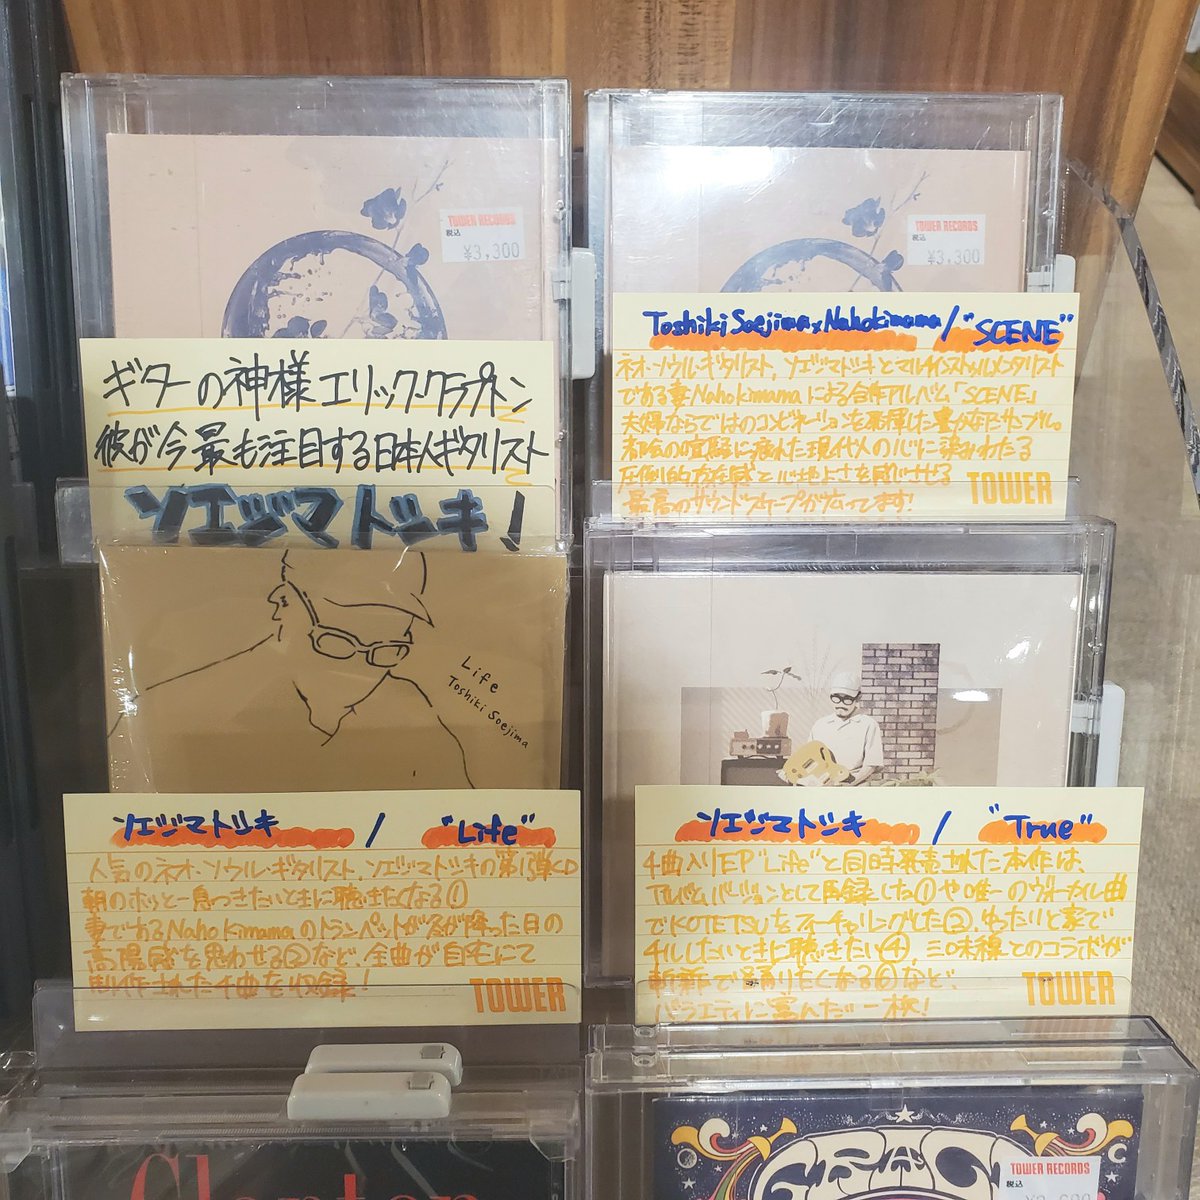 TOWER RECORDS
税込
¥3,300
ギターの神様エリック・クラプトン
彼が今最も注目する日本人ギタリスト
ソエジマトシキ!
TOWER RECORDS
税込
¥3,300
Toshiki Soejima x Nahokimama / "SCENE"
ネオ・ソウル・ギタリスト、ソエジマトシキとマルチインストゥルメンタリスト
である妻Nahokimamaによる合作アルバム「SCENE」
夫婦ならではのコンビネーションを発揮した豊かなアンサンブル。
都会の喧騒に疲れた現代人の心に染みわたる
圧倒的な存在感と心地よさを感じさせる
最高のサウンドスケープが広がってます!
TOWER
Life
Toshiki Soejima
ソエジマトシキ / "Life"
人気のネオ・ソウル・ギタリスト、ソエジマトシキの第1弾CD
朝のホッと一息つきたいときに聴きたくなる①
妻であるNahokimamaのトランペットが冬が降った日の
高陽感を思わせる②など、全曲が自宅にて
制作された4曲を収録!
TOWER
ソエジマトシキ / "True"
4曲入りEP"Life"と同時発売された本作は、
アルバムバージョンとして収録した①や唯一のヴォーカル曲
でKOTETSUをフィーチャリングした③、ゆったりと家で
チルしたいときに聴きたい④、三味線とのコラボが
斬新で踊りたくなる⑥など、
バラエティに富んだ一枚!
TOWER
Clapton
TOWER RECORDS
税込